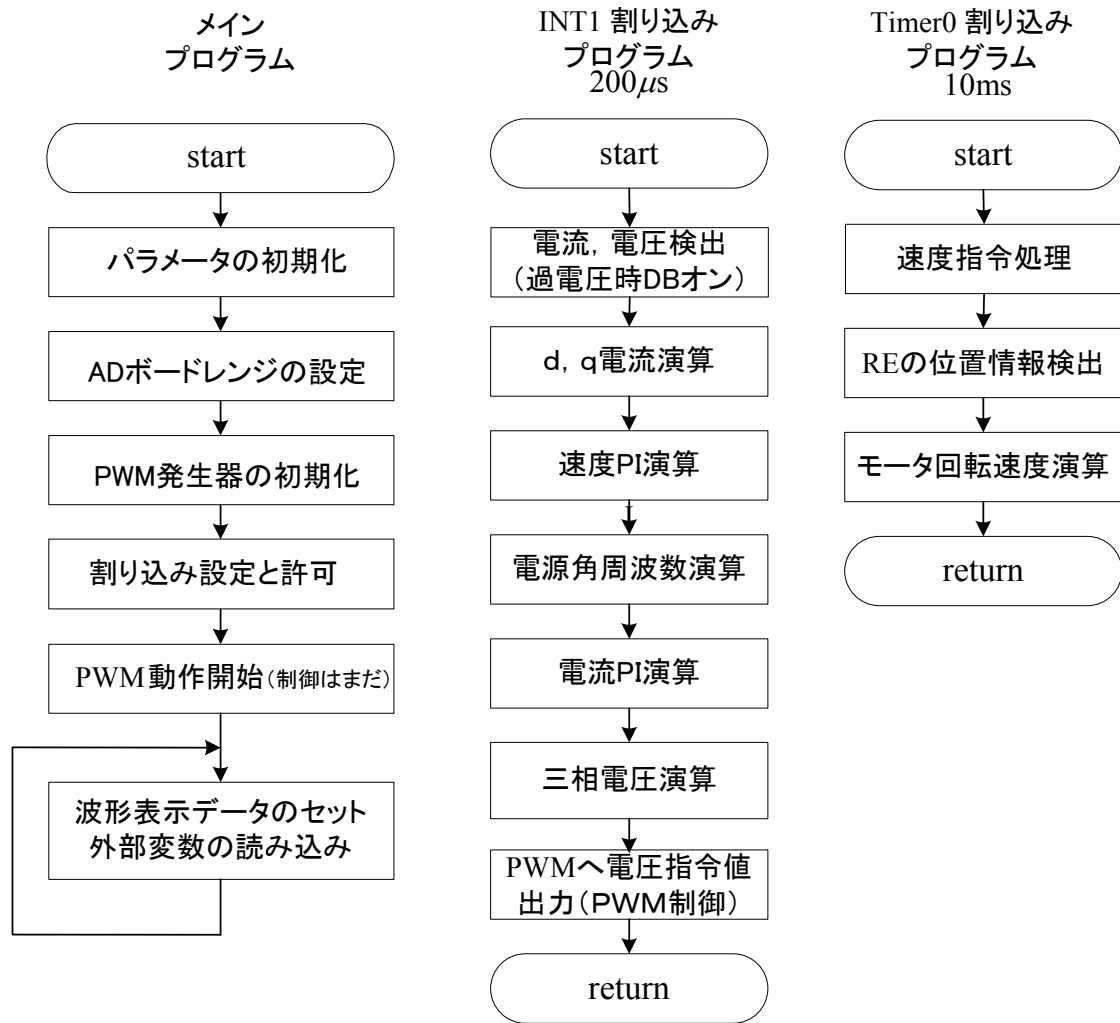 メイン
プログラム
start
パラメータの初期化
ADボードレンジの設定
PWM発生器の初期化
割り込み設定と許可
PWM動作開始(制御はまだ)
波形表示データのセット
外部変数の読み込み
INT1 割り込み
プログラム
200μs
start
電流，電圧検出
(過電圧時DBオン)
ｄ，ｑ電流演算
速度PI演算
電源角周波数演算
電流PI演算
三相電圧演算
PWMへ電圧指令値
出力(PWM制御)
return
Timer0 割り込み
プログラム
10ms
start
速度指令処理
REの位置情報検出
モータ回転速度演算
return